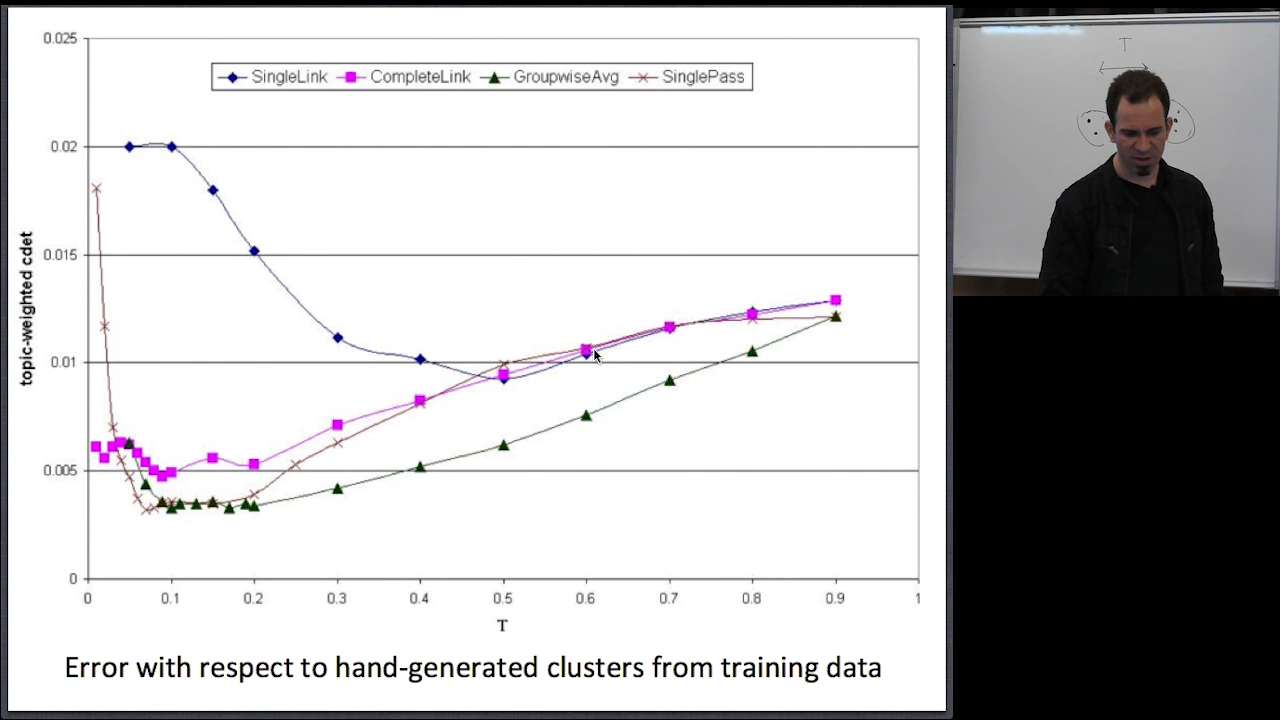 0.025
SingleLink CompleteLink GroupwiseAvg SinglePass
0.02
0.015
topic-weighted cdet
0.01
0.005
0
0 0.1 0.2 0.3 0.4 0.5 0.6 0.7 0.8 0.9 1
T
Error with respect to hand-generated clusters from training data
T